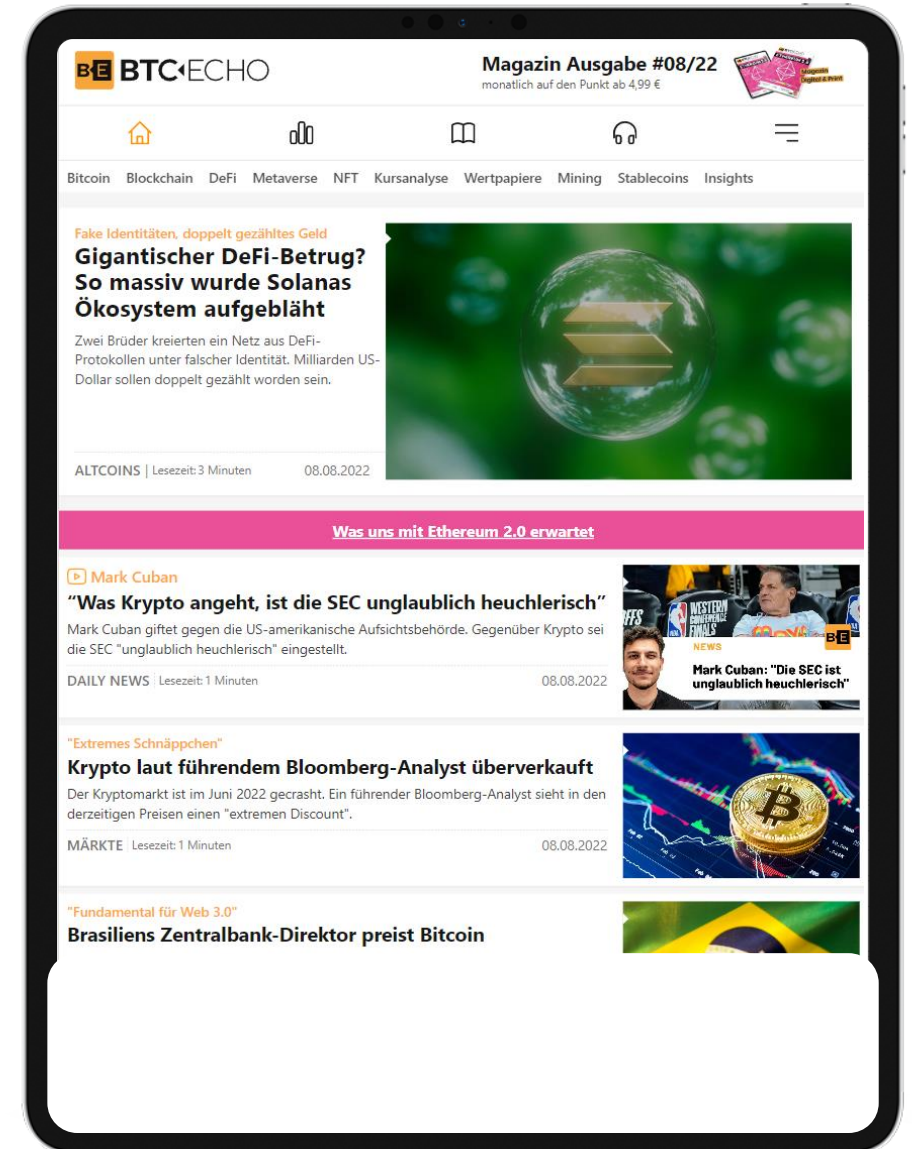 BE BTC ECHO
Magazin Ausgabe #08/22
monatlich auf den Punkt ab 4,99 €
Magazin
Digital & Print
Bitcoin Blockchain DeFi Metaverse NFT Kursanalyse Wertpapiere Mining Stablecoins Insights
Fake Identitäten, doppelt gezähltes Geld
Gigantischer DeFi-Betrug?
So massiv wurde Solanas
Ökosystem aufgebläht
Zwei Brüder kreierten ein Netz aus DeFi-
Protokollen unter falscher Identität. Milliarden US-
Dollar sollen doppelt gezählt worden sein.
ALTCOINS | Lesezeit: 3 Minuten 08.08.2022
Was uns mit Ethereum 2.0 erwartet
Mark Cuban
“Was Krypto angeht, ist die SEC unglaublich heuchlerisch”
Mark Cuban giftet gegen die US-amerikanische Aufsichtsbehörde. Gegenüber Krypto sei
die SEC "unglaublich heuchlerisch" eingestellt.
DAILY NEWS | Lesezeit: 1 Minuten 08.08.2022
WESTERN
CONFERENCE
FINALS
BE
NEWS
Mark Cuban: "Die SEC ist
unglaublich heuchlerisch"
"Extremes Schnäppchen"
Krypto laut führendem Bloomberg-Analyst überverkauft
Der Kryptomarkt ist im Juni 2022 gecrasht. Ein führender Bloomberg-Analyst sieht in den
derzeitigen Preisen einen "extremen Discount".
MÄRKTE | Lesezeit: 1 Minuten 08.08.2022
"Fundamental für Web 3.0"
Brasiliens Zentralbank-Direktor preist Bitcoin